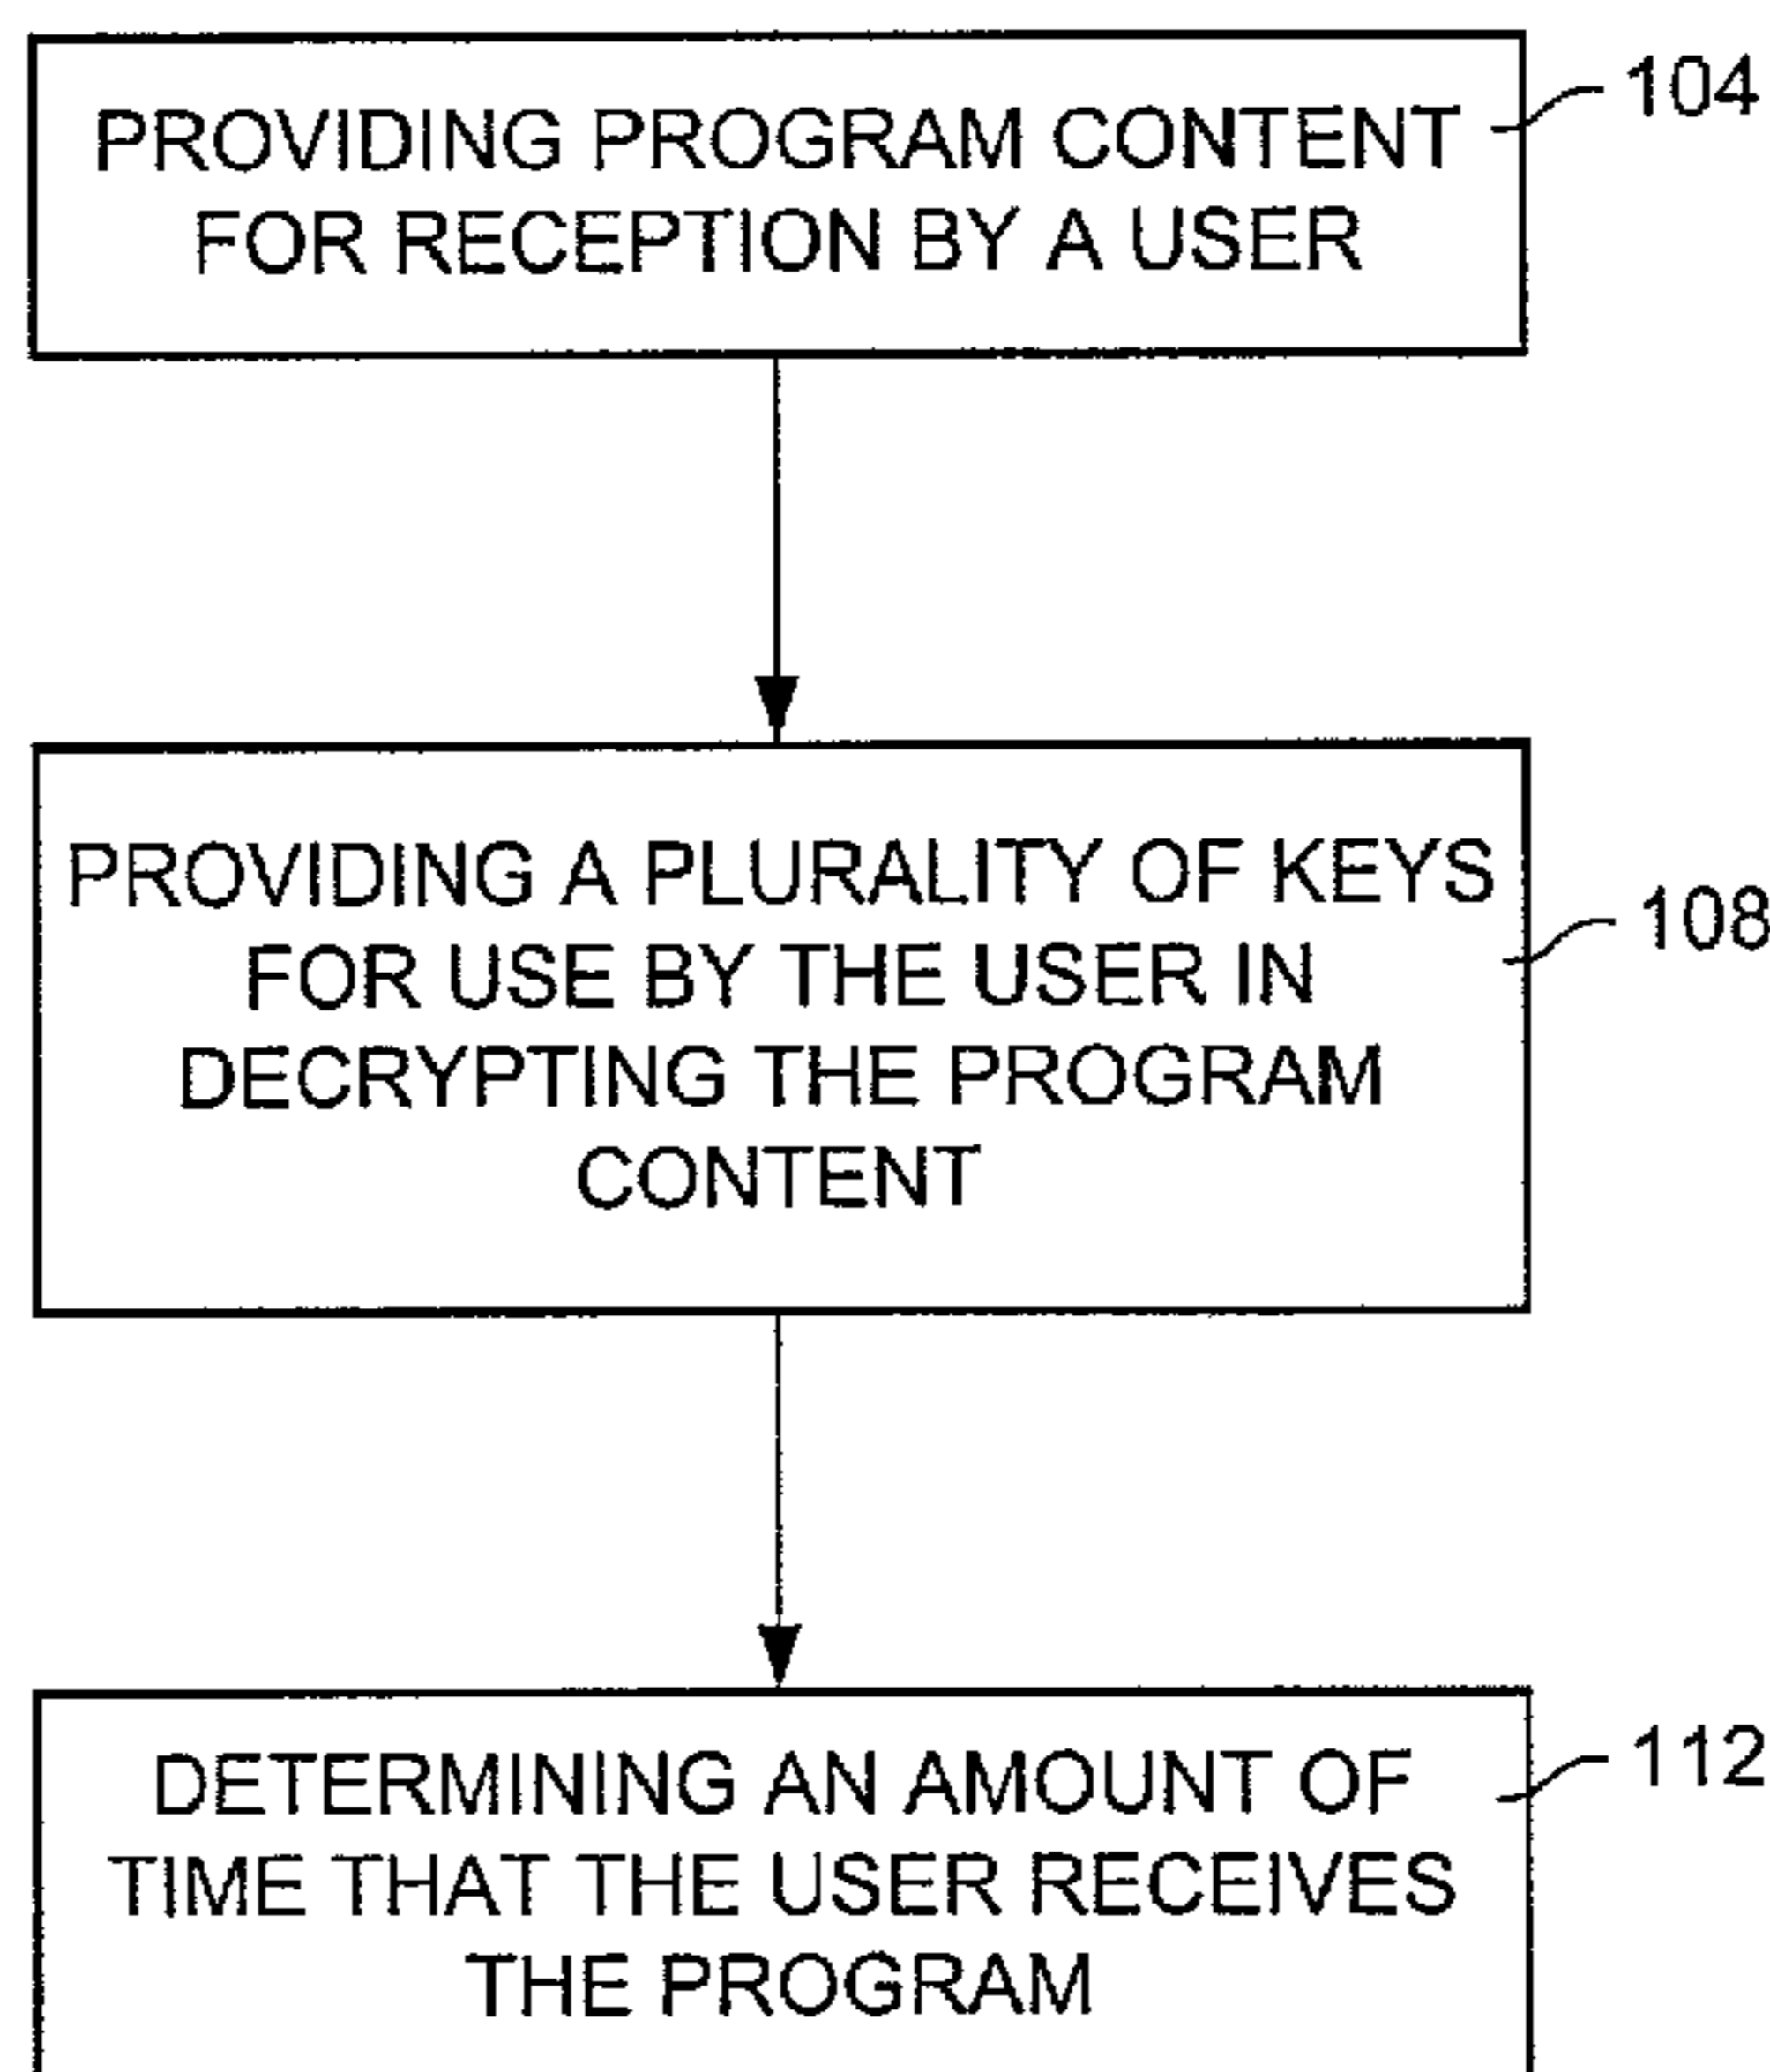 PROVIDING PROGRAM CONTENT
FOR RECEPTION BY A USER
104
PROVIDING A PLURALITY OF KEYS
FOR USE BY THE USER IN
DECRYPTING THE PROGRAM
CONTENT
108
DETERMINING AN AMOUNT OF
TIME THAT THE USER RECEIVES
THE PROGRAM
112